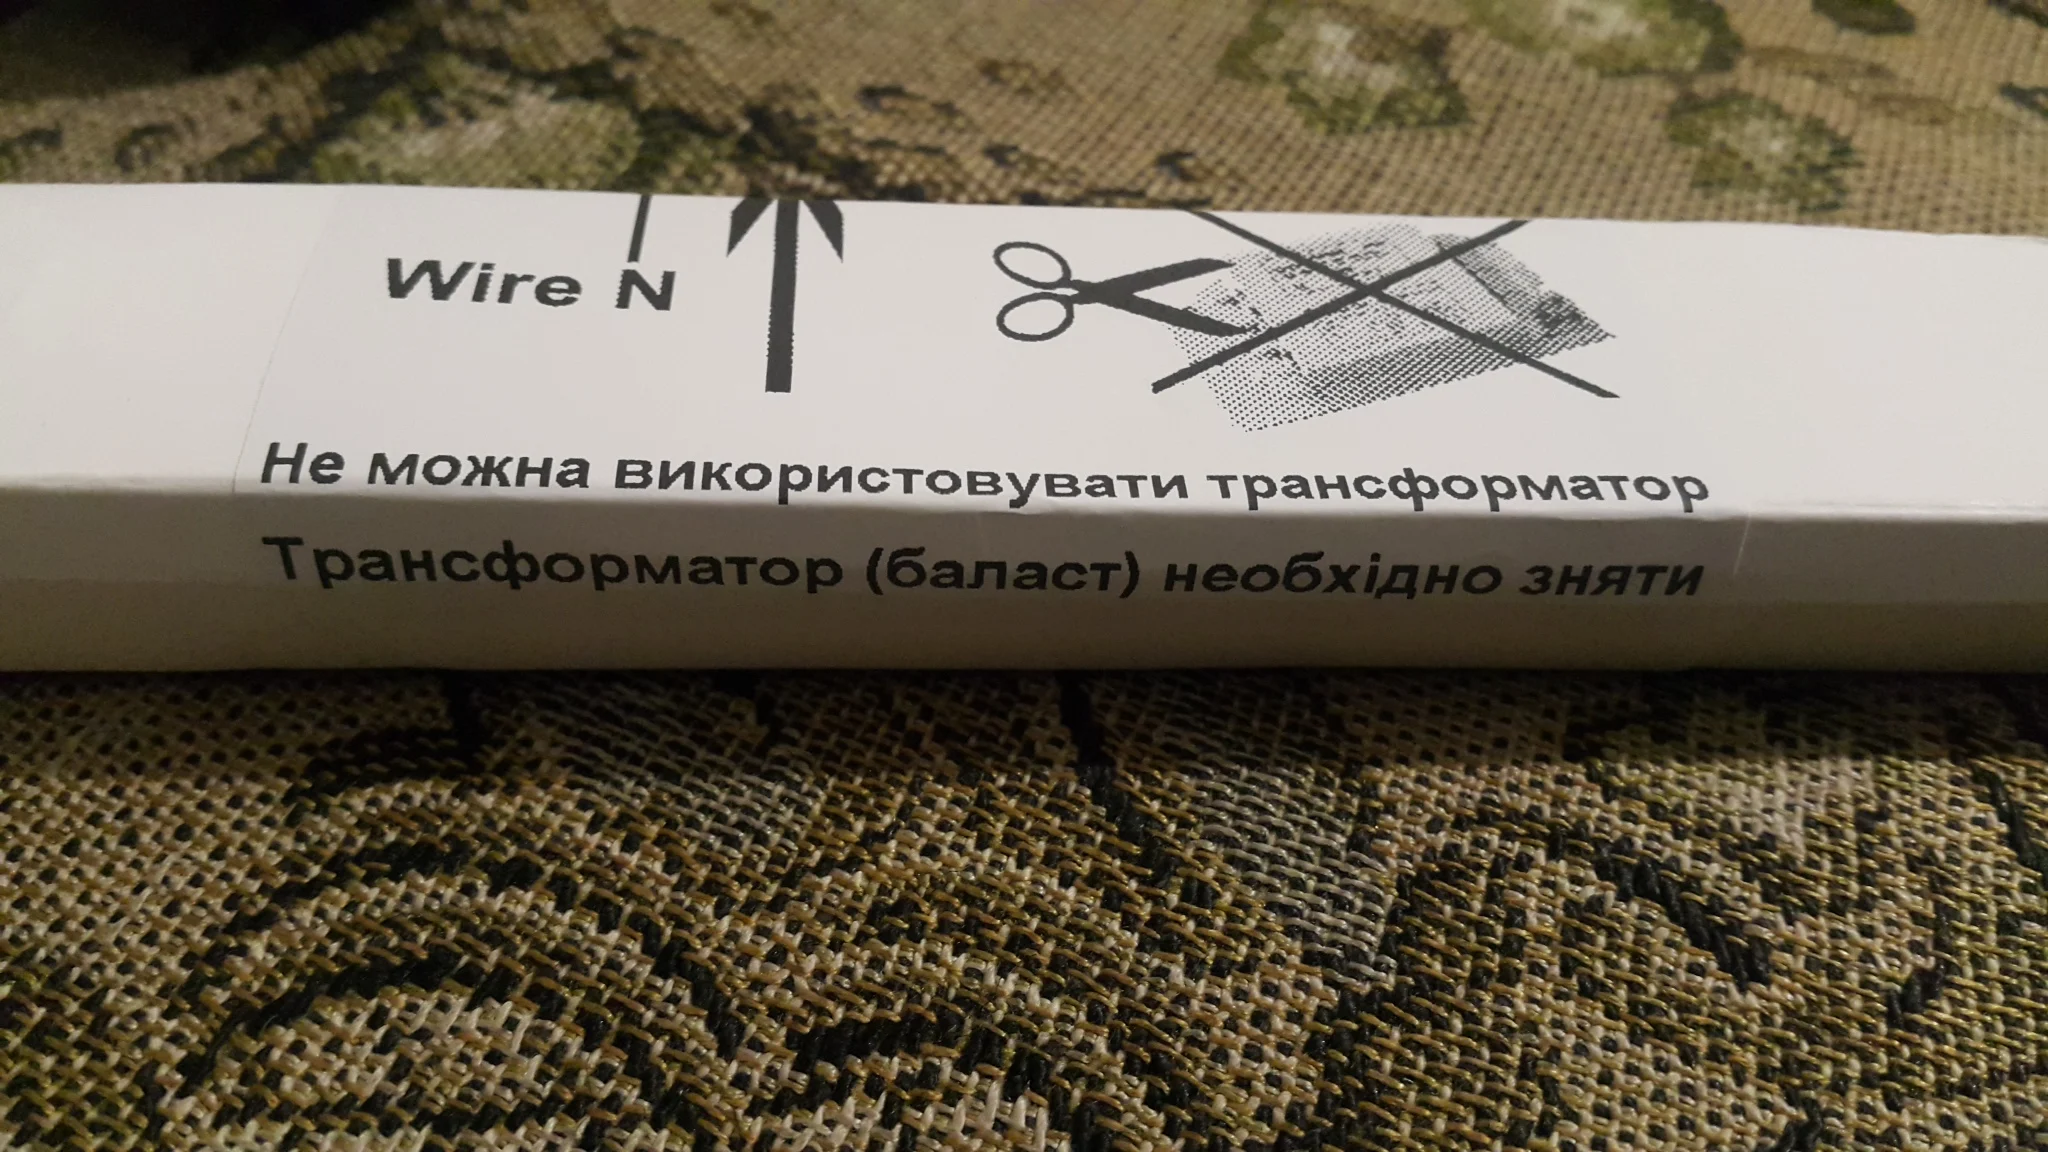 Wire N
Не можна використовувати трансформатор
Трансформатор (баласт) необхідно зняти